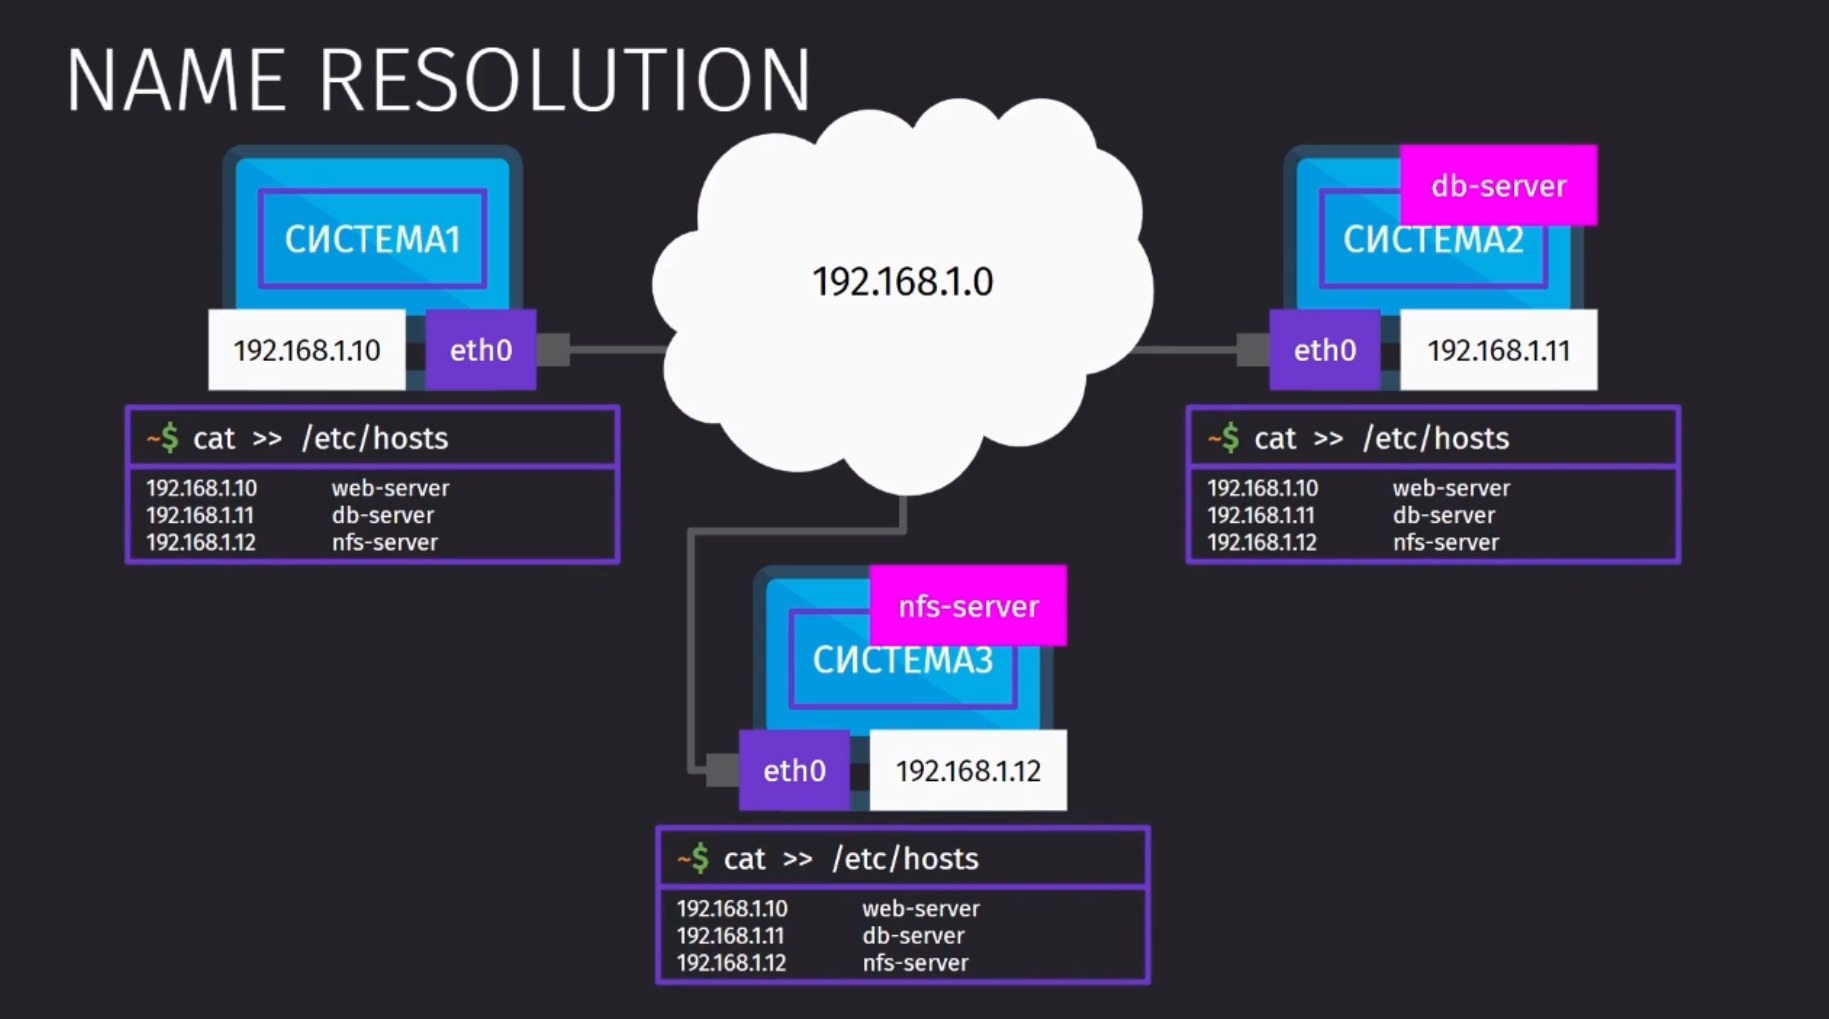 NAME RESOLUTION
СИСТЕМА1
192.168.1.10
eth0
192.168.1.0
db-server
СИСТЕМА2
eth0
192.168.1.11
~$ cat >> /etc/hosts
192.168.1.10 web-server
192.168.1.11 db-server
192.168.1.12 nfs-server
~$ cat >> /etc/hosts
192.168.1.10 web-server
192.168.1.11 db-server
192.168.1.12 nfs-server
nfs-server
СИСТЕМА3
eth0
192.168.1.12
~$ cat >> /etc/hosts
192.168.1.10 web-server
192.168.1.11 db-server
192.168.1.12 nfs-server